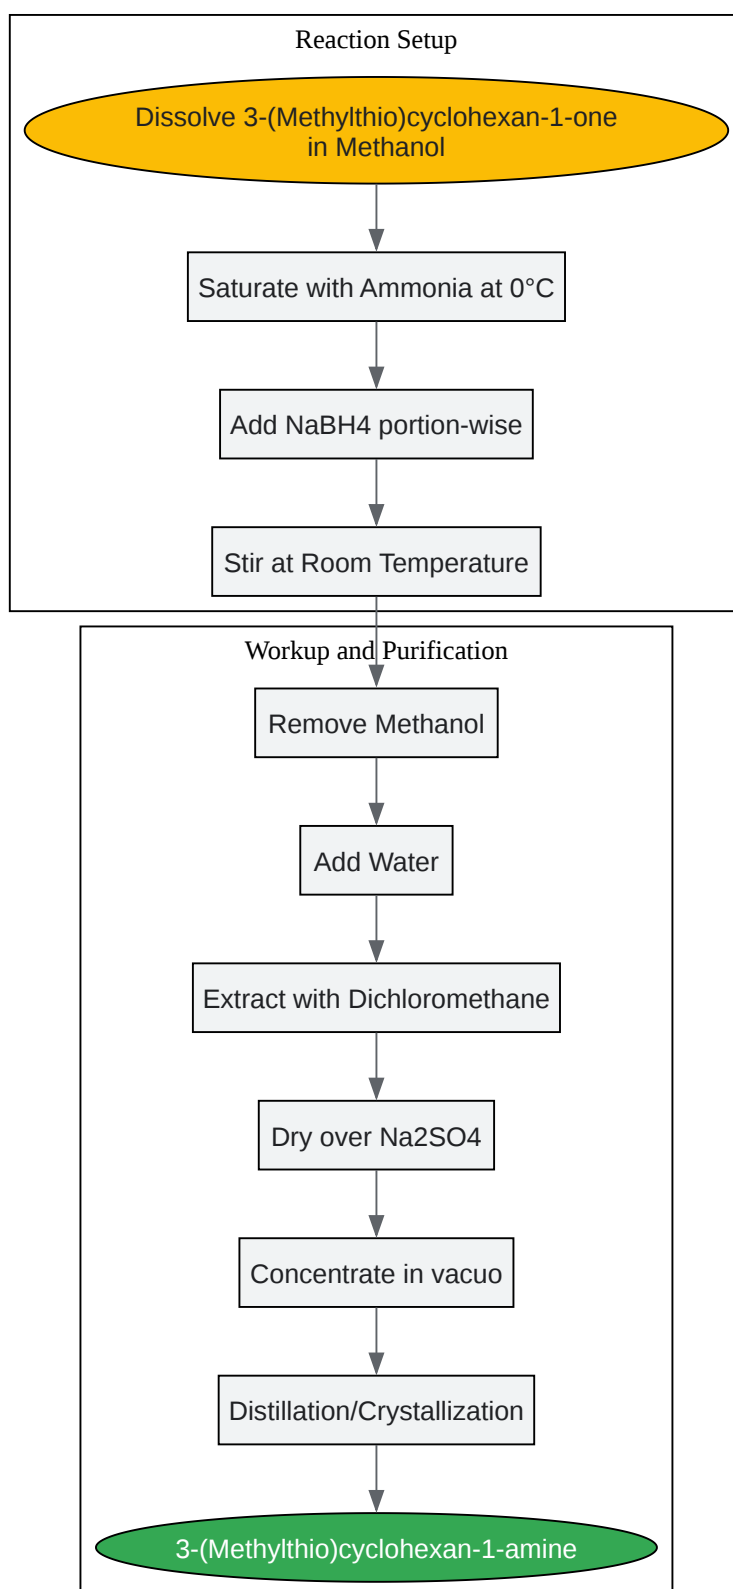 Reaction Setup
Dissolve 3-(Methylthio)cyclohexan-1-one
in Methanol
Saturate with Ammonia at 0°C
Add NaBH4 portion-wise
Stir at Room Temperature
Workup and Purification
Remove Methanol
Add Water
Extract with Dichloromethane
Dry over Na2SO4
Concentrate in vacuo
Distillation/Crystallization
3-(Methylthio)cyclohexan-1-amine